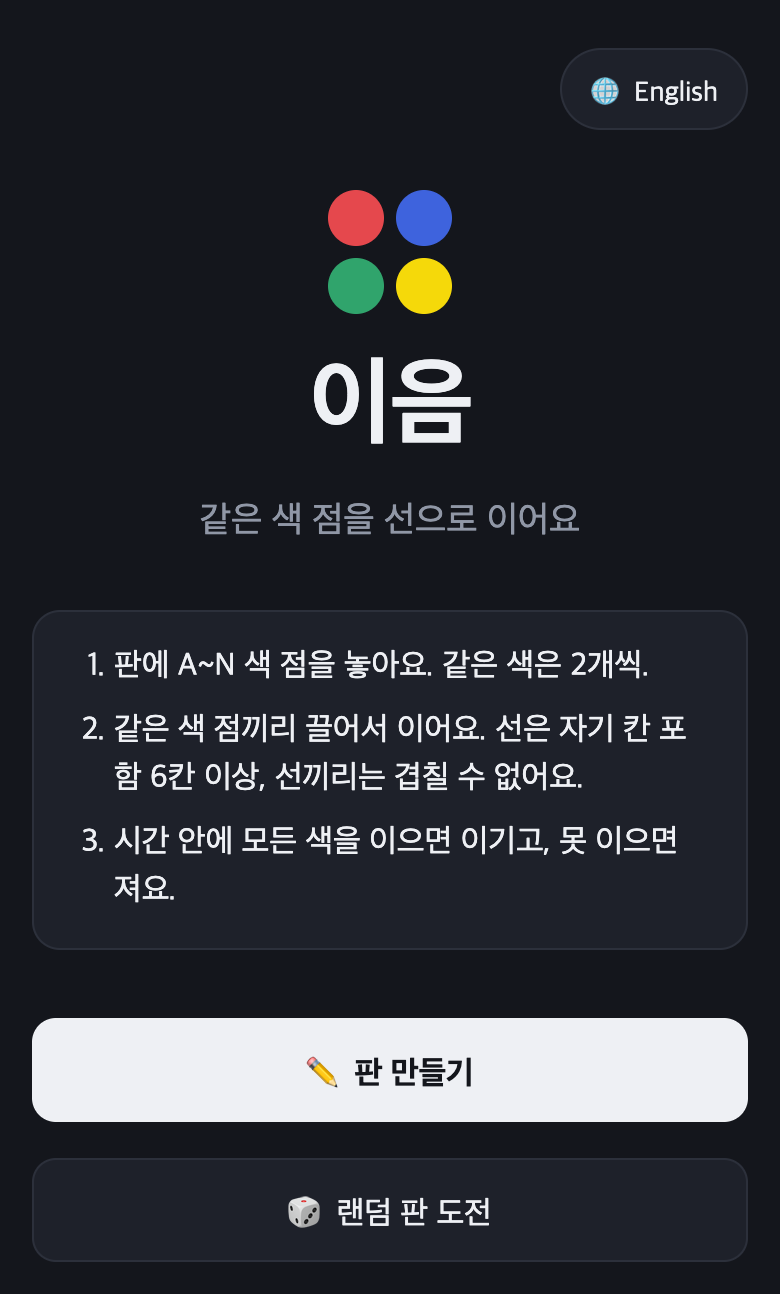 English
이음
같은 색 점을 선으로 이어요
1. 판에 A~N 색 점을 놓아요. 같은 색은 2개씩.
2. 같은 색 점끼리 끌어서 이어요. 선은 자기 칸 포
함 6칸 이상, 선끼리는 겹칠 수 없어요.
3. 시간 안에 모든 색을 이으면 이기고, 못 이으면
져요.
판 만들기
랜덤 판 도전